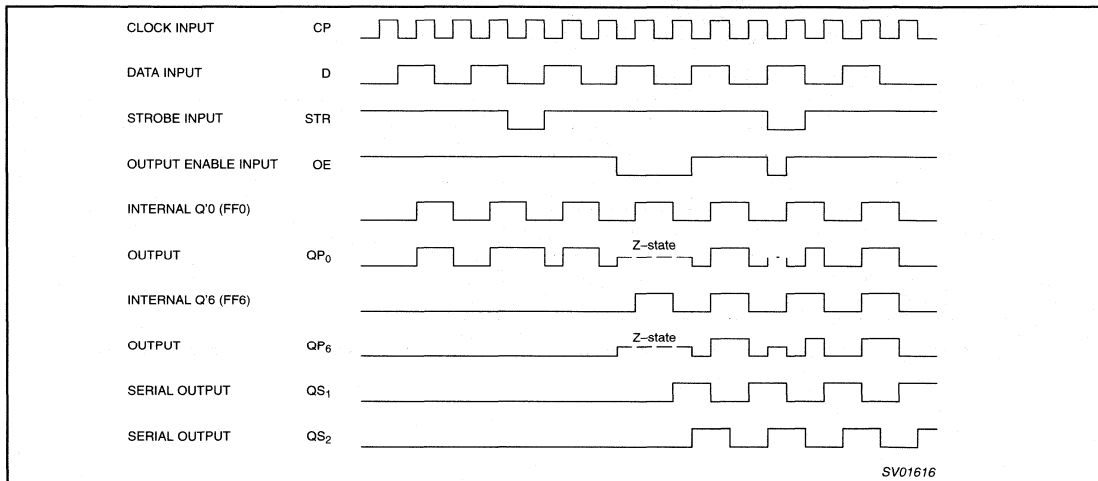 CLOCK INPUT CP
DATA INPUT D
STROBE INPUT STR
OUTPUT ENABLE INPUT OE
INTERNAL Q'0 (FF0)
OUTPUT QP0 Z–state
INTERNAL Q'6 (FF6)
OUTPUT QP6 Z–state
SERIAL OUTPUT QS1
SERIAL OUTPUT QS2
SV01616